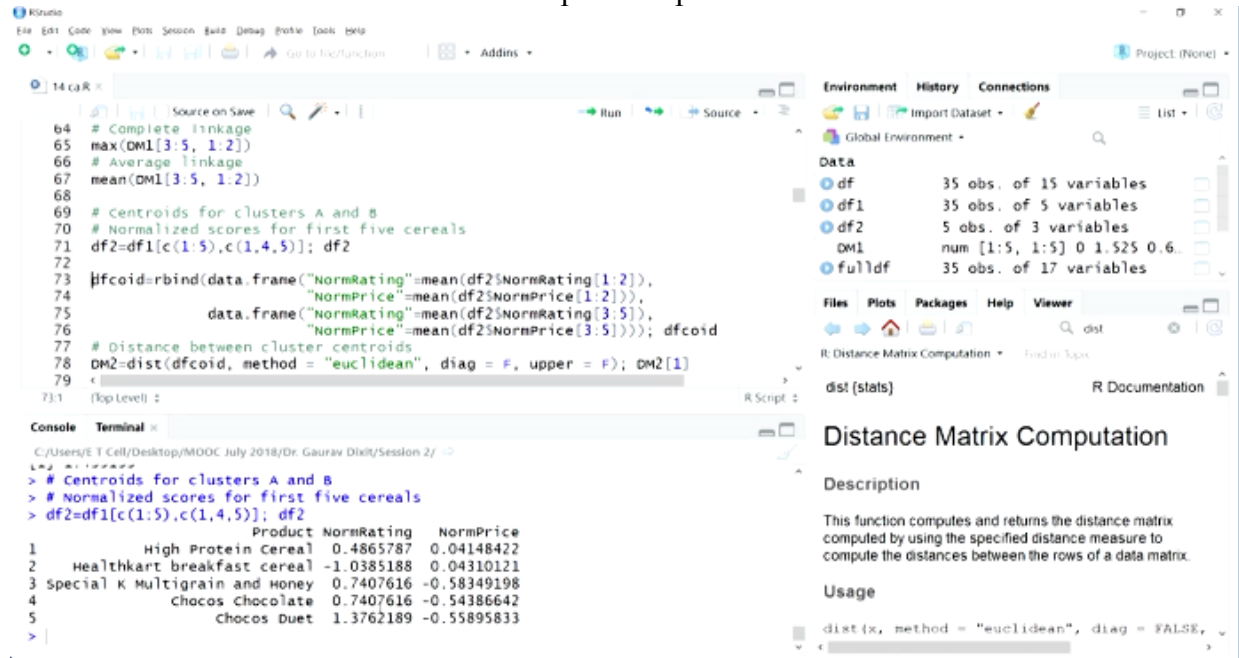 RStudio
File Edit Code View Plots Session Build Debug Profile Tools Help
Go to file/function Addins
Project: (None)
14 ca.R
Source on Save Run Source
64 # Complete linkage
65 max(DM1[3:5, 1:2])
66 # Average linkage
67 mean(DM1[3:5, 1:2])
68
69 # Centroids for clusters A and B
70 # Normalized scores for first five cereals
71 df2=df1[c(1:5),c(1,4,5)]; df2
72
73 dfcoid=rbind(data.frame("NormRating"=mean(df2$NormRating[1:2]),
74 "NormPrice"=mean(df2$NormPrice[1:2])),
75 data.frame("NormRating"=mean(df2$NormRating[3:5]),
76 "NormPrice"=mean(df2$NormPrice[3:5]))); dfcoid
77 # Distance between cluster centroids
78 DM2=dist(dfcoid, method = "euclidean", diag = F, upper = F); DM2[1]
79
73:1 (Top Level) R Script
Console Terminal
C:/Users/E T Cell/Desktop/MOOC July 2018/Dr. Gaurav Dixit/Session 2/
> # Centroids for clusters A and B
> # Normalized scores for first five cereals
> df2=df1[c(1:5),c(1,4,5)]; df2
Product NormRating NormPrice
1 High Protein Cereal 0.4865787 0.04148422
2 Healthkart breakfast cereal -1.0385188 0.04310121
3 Special K Multigrain and Honey 0.7407616 -0.58349198
4 Chocos Chocolate 0.7407616 -0.54386642
5 Chocos Duet 1.3762189 -0.55895833
>
Environment History Connections
Import Dataset List
Global Environment
Data
df 35 obs. of 15 variables
df1 35 obs. of 5 variables
df2 5 obs. of 3 variables
DM1 num [1:5, 1:5] 0 1.525 0.6..
fulldf 35 obs. of 17 variables
Files Plots Packages Help Viewer
dist
R: Distance Matrix Computation Find in Topic
dist {stats} R Documentation
Distance Matrix Computation
Description
This function computes and returns the distance matrix
computed by using the specified distance measure to
compute the distances between the rows of a data matrix.
Usage
dist(x, method = "euclidean", diag = FALSE,